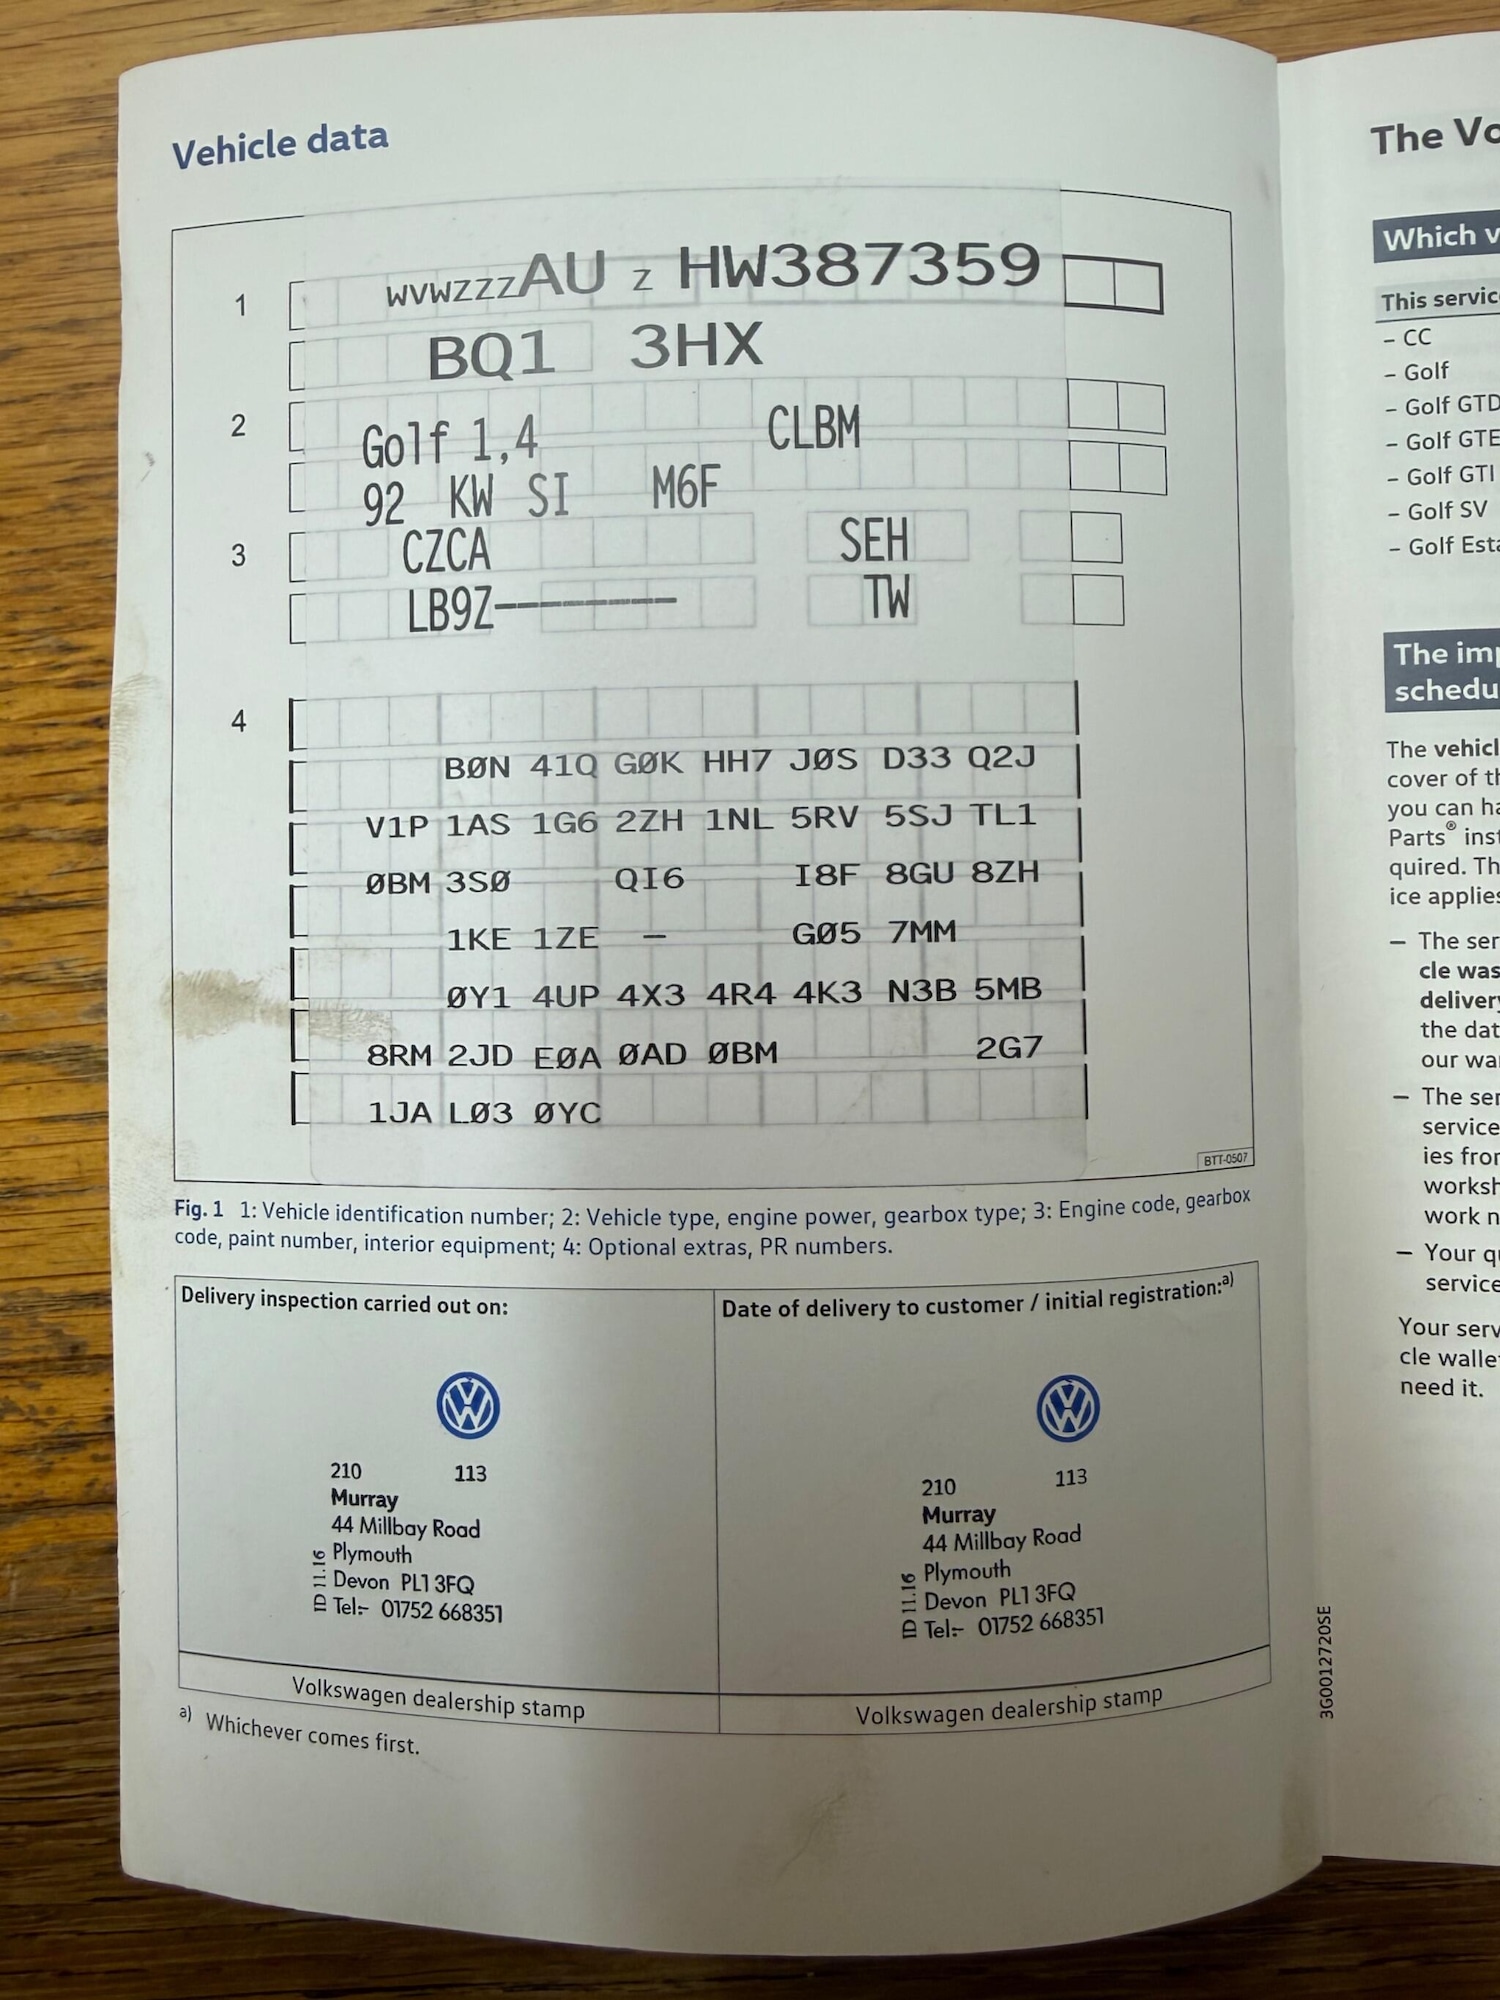 Vehicle data
1 WVWZZZAU Z HW387359
BQ1 3HX
2 Golf 1,4 CLBM
92 KW SI M6F
3 CZCA SEH
LB9Z-------- TW
4
BØN 41Q GØK HH7 JØS D33 Q2J
V1P 1AS 1G6 2ZH 1NL 5RV 5SJ TL1
ØBM 3SØ QI6 I8F 8GU 8ZH
1KE 1ZE – GØ5 7MM
ØY1 4UP 4X3 4R4 4K3 N3B 5MB
8RM 2JD EØA ØAD ØBM 2G7
1JA LØ3 ØYC
BTT-0507
Fig. 1 1: Vehicle identification number; 2: Vehicle type, engine power, gearbox type; 3: Engine code, gearbox
code, paint number, interior equipment; 4: Optional extras, PR numbers.
Delivery inspection carried out on:
210 113
Murray
44 Millbay Road
Plymouth
Devon PL1 3FQ
Tel:- 01752 668351
ID 11.16
Volkswagen dealership stamp
Date of delivery to customer / initial registration:a)
210 113
Murray
44 Millbay Road
Plymouth
Devon PL1 3FQ
Tel:- 01752 668351
ID 11.16
Volkswagen dealership stamp
a) Whichever comes first.
3G0012720SE
The Vo
Which v
This servic
– CC
– Golf
– Golf GTD
– Golf GTE
– Golf GTI
– Golf SV
– Golf Esta
The imp
schedu
The vehicl
cover of th
you can ha
Parts® inst
quired. Th
ice applies
– The ser
cle was
delivery
the dat
our war
– The ser
service
ies from
worksh
work n
– Your qu
service
Your serv
cle wallet
need it.